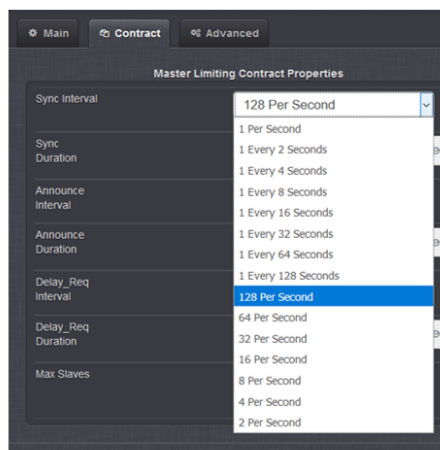 Main
Contract
Advanced
Master Limiting Contract Properties
Sync Interval
128 Per Second
1 Per Second
Sync
Duration
1 Every 2 Seconds
1 Every 4 Seconds
Announce
Interval
1 Every 8 Seconds
1 Every 16 Seconds
Announce
Duration
1 Every 32 Seconds
1 Every 64 Seconds
Delay_Req
Interval
1 Every 128 Seconds
128 Per Second
Delay_Req
Duration
64 Per Second
32 Per Second
Max Slaves
16 Per Second
8 Per Second
4 Per Second
2 Per Second